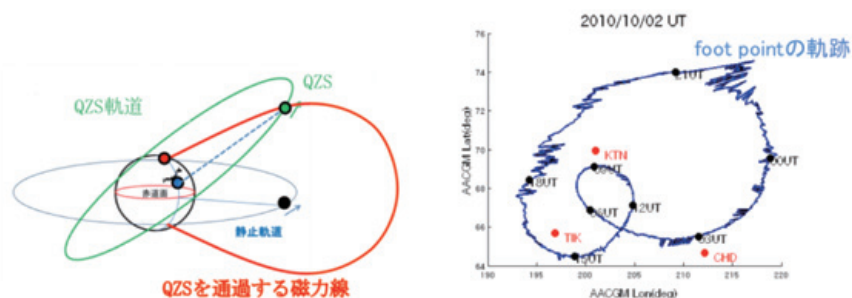 QZS軌道
QZS
赤道面
静止軌道
QZSを通過する磁力線
2010/10/02 UT
foot pointの軌跡
AACGM Lat(deg)
76
74
72
70
68
66
64
21UT
KTN
00UT
18UT
12UT
TIK
15UT
CHD
190
195
200
205
210
215
220
AACGM Lon(deg)